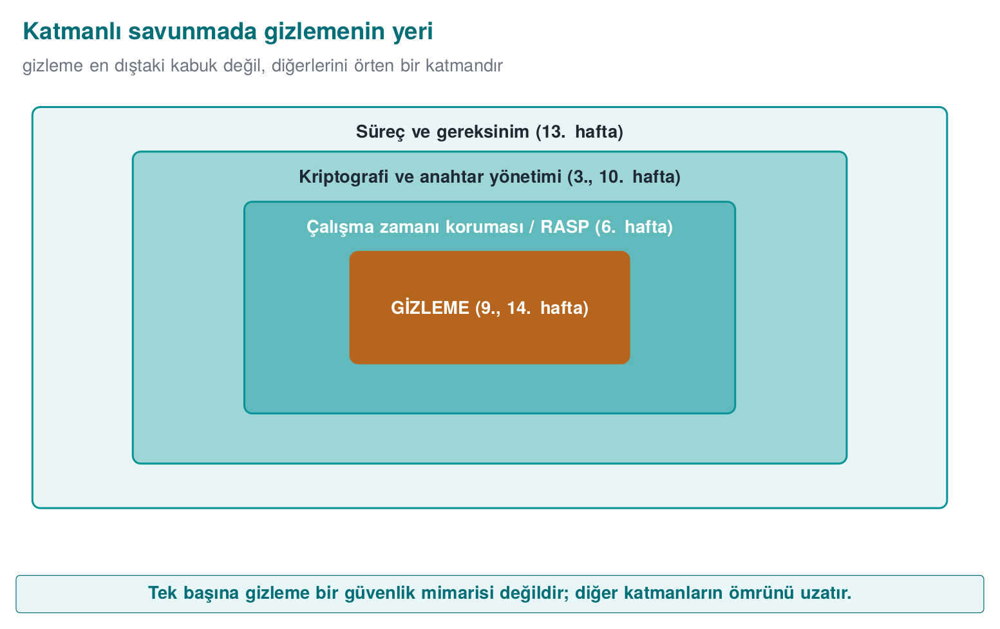 Katmanlı savunmada gizlemenin yeri
gizleme en dıştaki kabuk değil, diğerlerini örten bir katmandır
Süreç ve gereksinim (13. hafta)
Kriptografi ve anahtar yönetimi (3., 10. hafta)
Çalışma zamanı koruması / RASP (6. hafta)
GİZLEME (9., 14. hafta)
Tek başına gizleme bir güvenlik mimarisi değildir; diğer katmanların ömrünü uzatır.